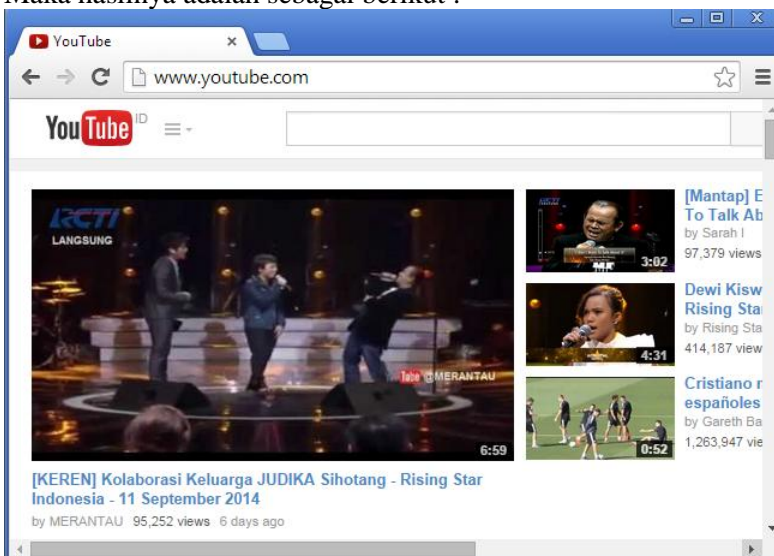 Maka hasilnya adalah sebagai berikut :
YouTube
www.youtube.com
YouTube ID
RCTI
LANGSUNG
Tube @MERANTAU
6:59
[KEREN] Kolaborasi Keluarga JUDIKA Sihotang - Rising Star
Indonesia - 11 September 2014
by MERANTAU 95,252 views 6 days ago
3:02
[Mantap] E
To Talk Ab
by Sarah I
97,379 views
4:31
Dewi Kisw
Rising Sta
by Rising Sta
414,187 view
0:52
Cristiano r
españoles
by Gareth Ba
1,263,947 vie